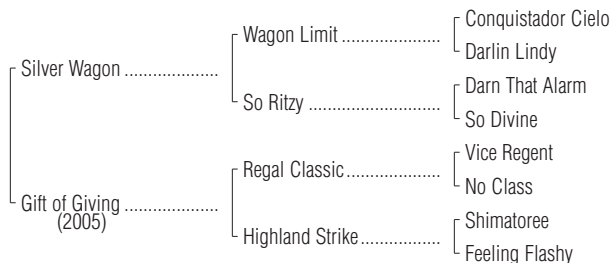 Conquistador Cielo
Wagon Limit ....................
Darlin Lindy
Silver Wagon ....................
Darn That Alarm
So Ritzy ...........................
So Divine
Vice Regent
Regal Classic ...................
No Class
Gift of Giving ...................
(2005)
Shimatoree
Highland Strike ................
Feeling Flashy